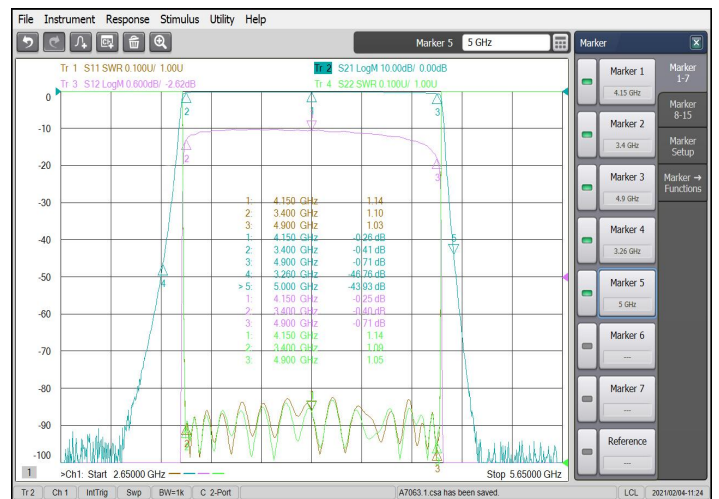 File Instrument Response Stimulus Utility Help
Marker 5 5 GHz
Marker
Tr 1 S11 SWR 0.100U/ 1.00U
Tr 2 S21 LogM 10.00dB/ 0.00dB
Tr 3 S12 LogM 0.600dB/ -2.62dB
Tr 4 S22 SWR 0.100U/ 1.00U
0
-10
-20
-30
-40
-50
-60
-70
-80
-90
-100
2
1
3
2
3
4
5
1: 4.150 GHz 1.14
2: 3.400 GHz 1.10
3: 4.900 GHz 1.03
1: 4.150 GHz -0.26 dB
2: 3.400 GHz -0.41 dB
3: 4.900 GHz -0.71 dB
4: 3.260 GHz -46.76 dB
> 5: 5.000 GHz -43.93 dB
1: 4.150 GHz -0.25 dB
2: 3.400 GHz -0.40 dB
3: 4.900 GHz -0.71 dB
1: 4.150 GHz 1.14
2: 3.400 GHz 1.09
3: 4.900 GHz 1.05
3
1 >Ch1: Start 2.65000 GHz
Stop 5.65000 GHz
Marker 1
4.15 GHz
Marker 2
3.4 GHz
Marker 3
4.9 GHz
Marker 4
3.26 GHz
Marker 5
5 GHz
Marker 6
---
Marker 7
---
Reference
---
Marker
1-7
Marker
8-15
Marker
Setup
Marker →
Functions
Tr 2 Ch 1 IntTrig Swp BW=1k C 2-Port A7063.1.csa has been saved. LCL 2021/02/04-11:24